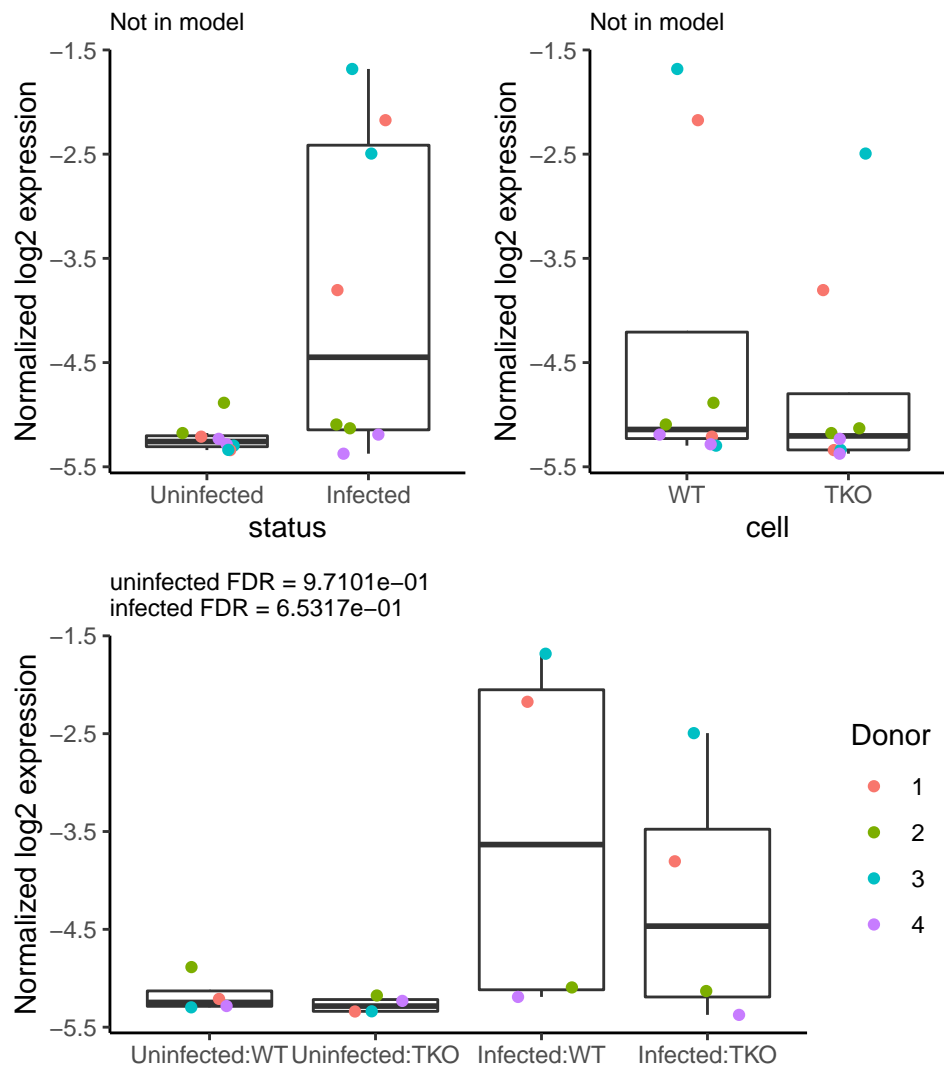 Not in model
Normalized log2 expression
−1.5
−2.5
−3.5
−4.5
−5.5
Uninfected Infected
status
Not in model
Normalized log2 expression
−1.5
−2.5
−3.5
−4.5
−5.5
WT TKO
cell
uninfected FDR = 9.7101e−01
infected FDR = 6.5317e−01
Normalized log2 expression
−1.5
−2.5
−3.5
−4.5
−5.5
Uninfected:WT Uninfected:TKO Infected:WT Infected:TKO
Donor
1
2
3
4